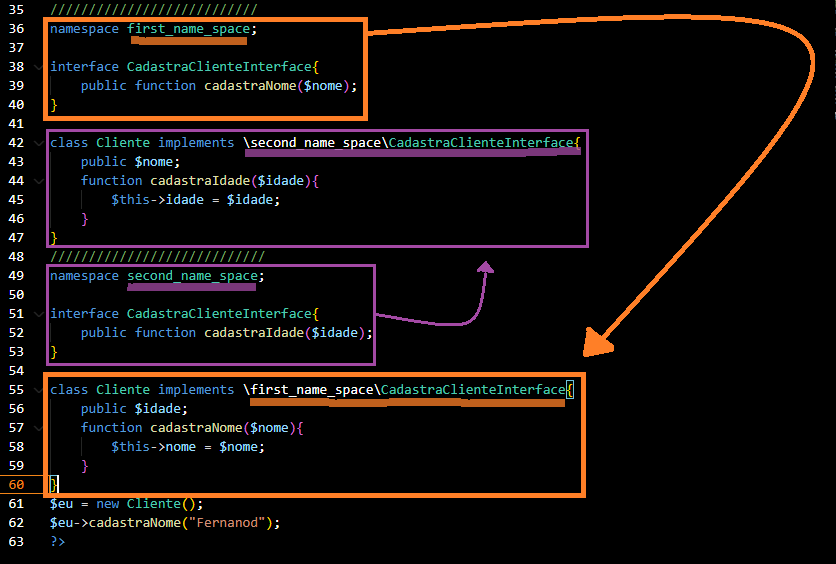 35 ///////////////////////////
36 namespace first_name_space;
37
38 interface CadastraClienteInterface{
39 public function cadastraNome($nome);
40 }
41
42 class Cliente implements \second_name_space\CadastraClienteInterface{
43 public $nome;
44 function cadastraIdade($idade){
45 $this->idade = $idade;
46 }
47 }
48 ////////////////////////////
49 namespace second_name_space;
50
51 interface CadastraClienteInterface{
52 public function cadastraIdade($idade);
53 }
54
55 class Cliente implements \first_name_space\CadastraClienteInterface{
56 public $idade;
57 function cadastraNome($nome){
58 $this->nome = $nome;
59 }
60 }
61 $eu = new Cliente();
62 $eu->cadastraNome("Fernanod");
63 ?>